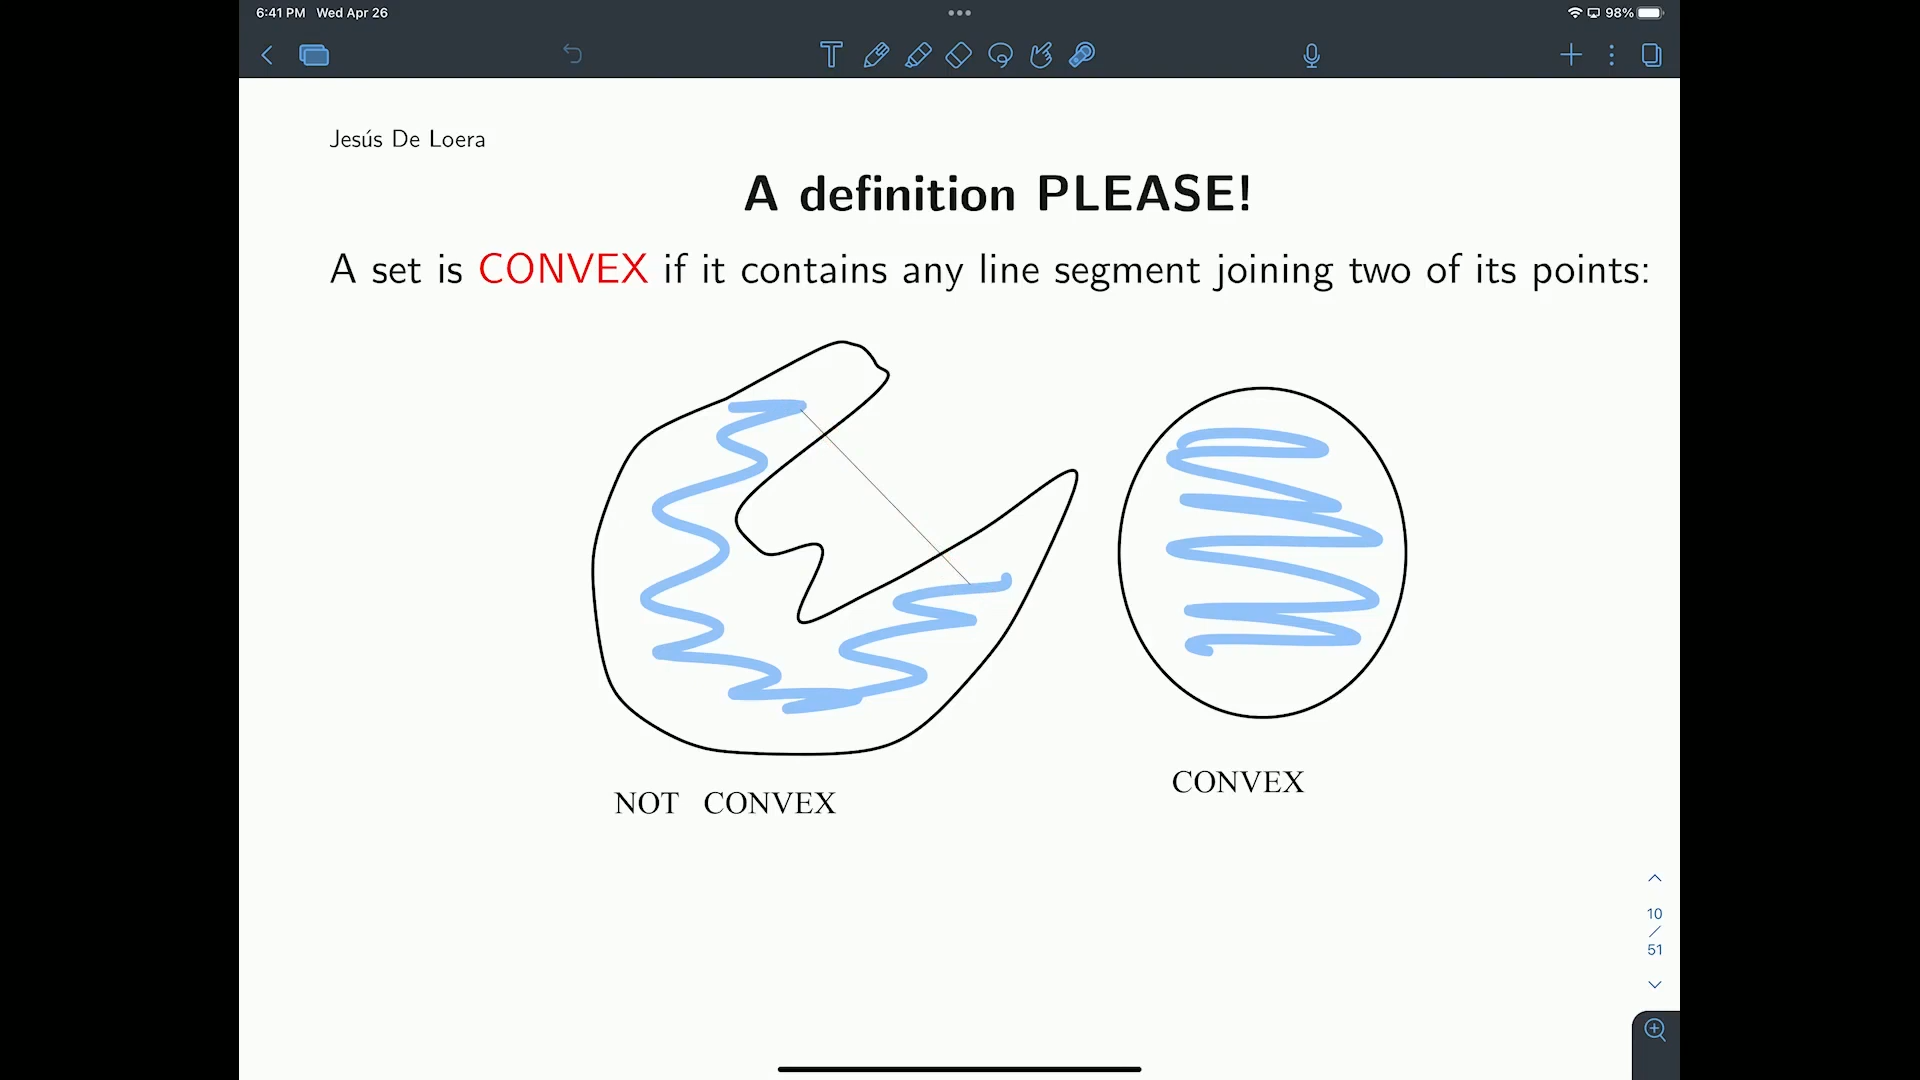 6:41 PM Wed Apr 26
98%
T
Jesús De Loera
A definition PLEASE!
A set is CONVEX if it contains any line segment joining two of its points:
NOT CONVEX
CONVEX
10
/
51